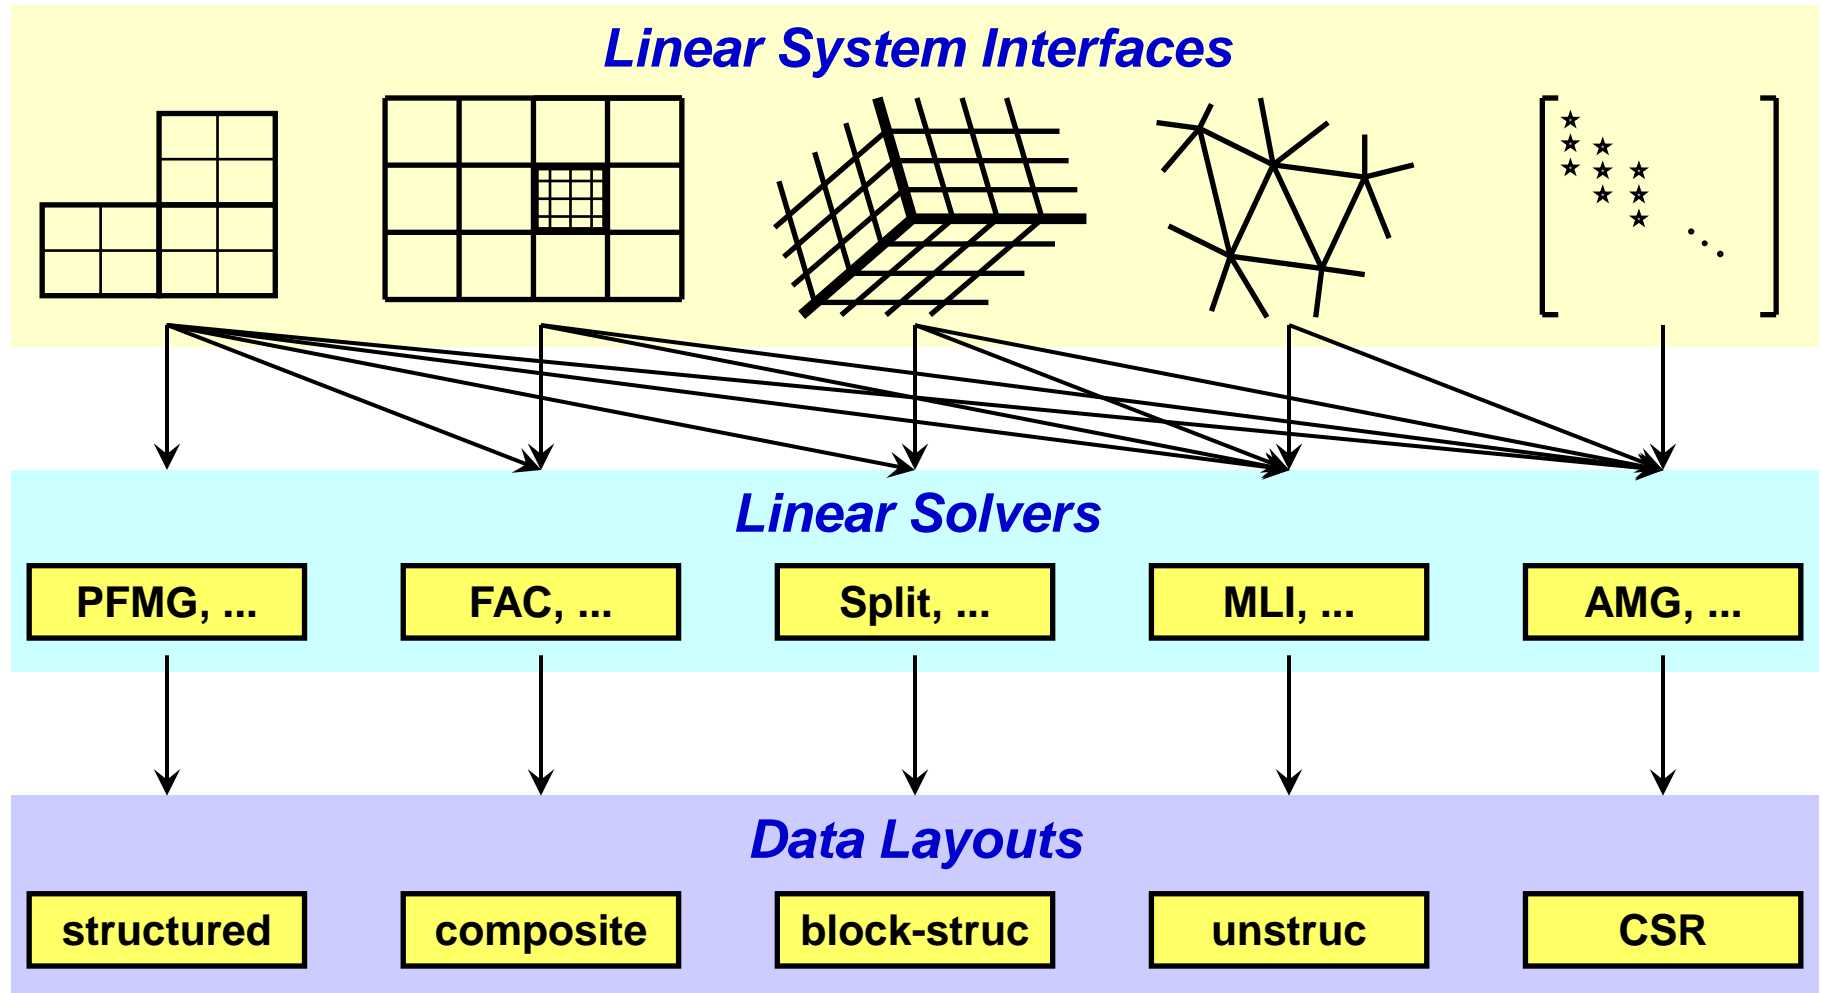 Linear System Interfaces
Linear Solvers
PFMG, ...
FAC, ...
Split, ...
MLI, ...
AMG, ...
Data Layouts
structured
composite
block-struc
unstruc
CSR